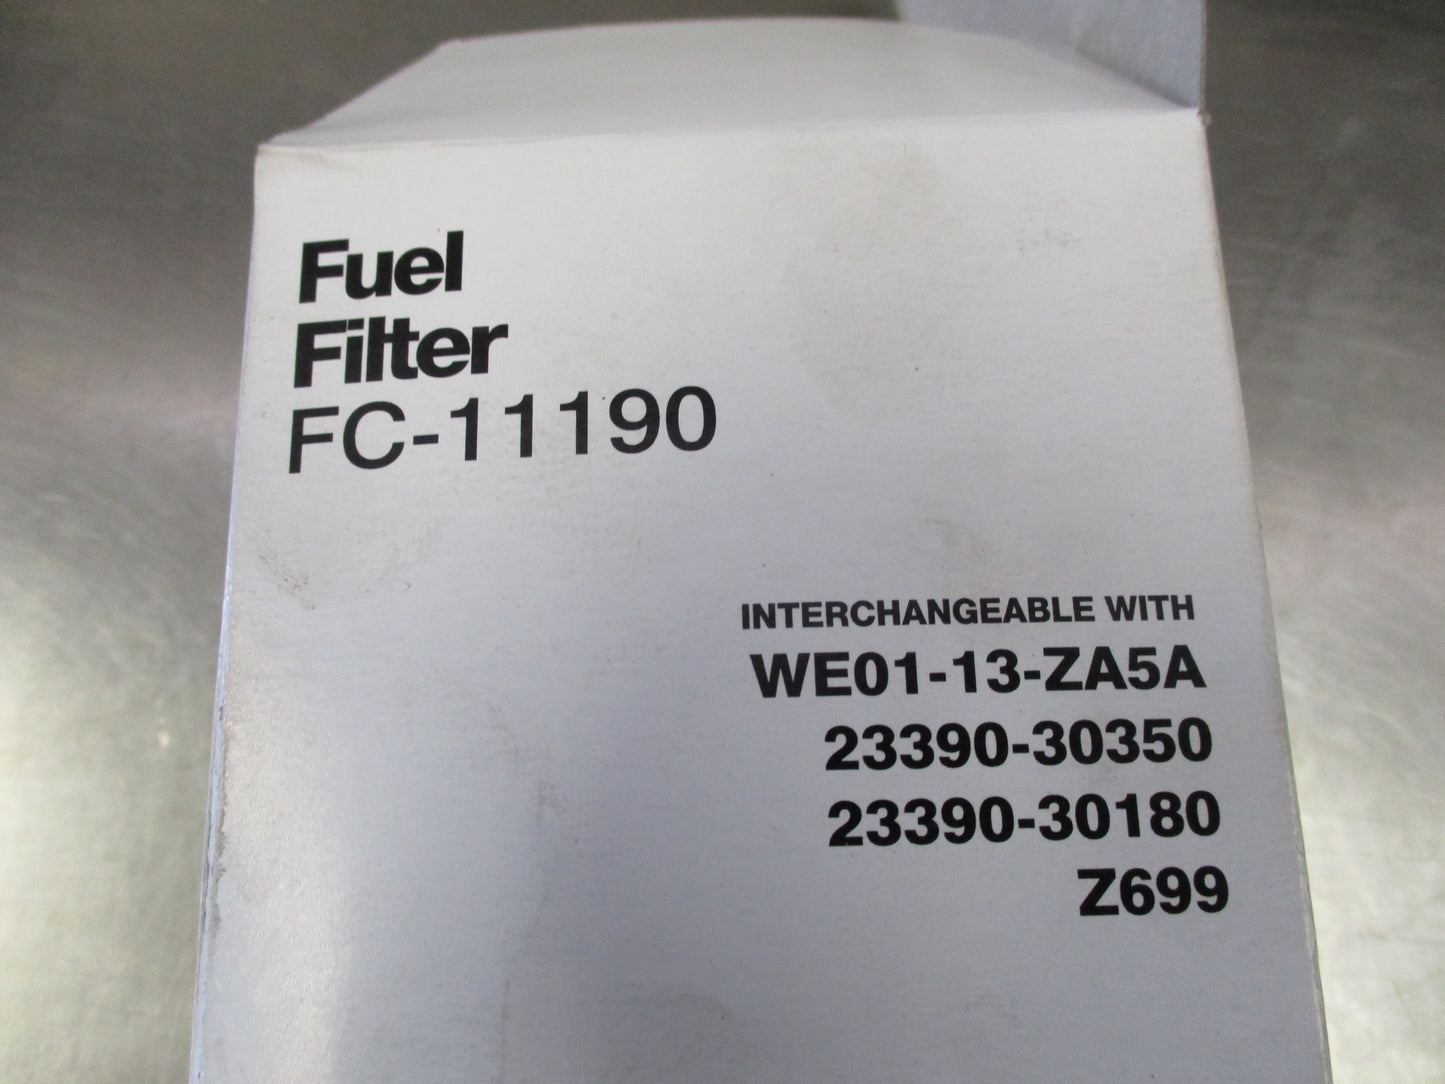 Fuel
Filter
FC-11190
INTERCHANGEABLE WITH
WE01-13-ZA5A
23390-30350
23390-30180
Z699